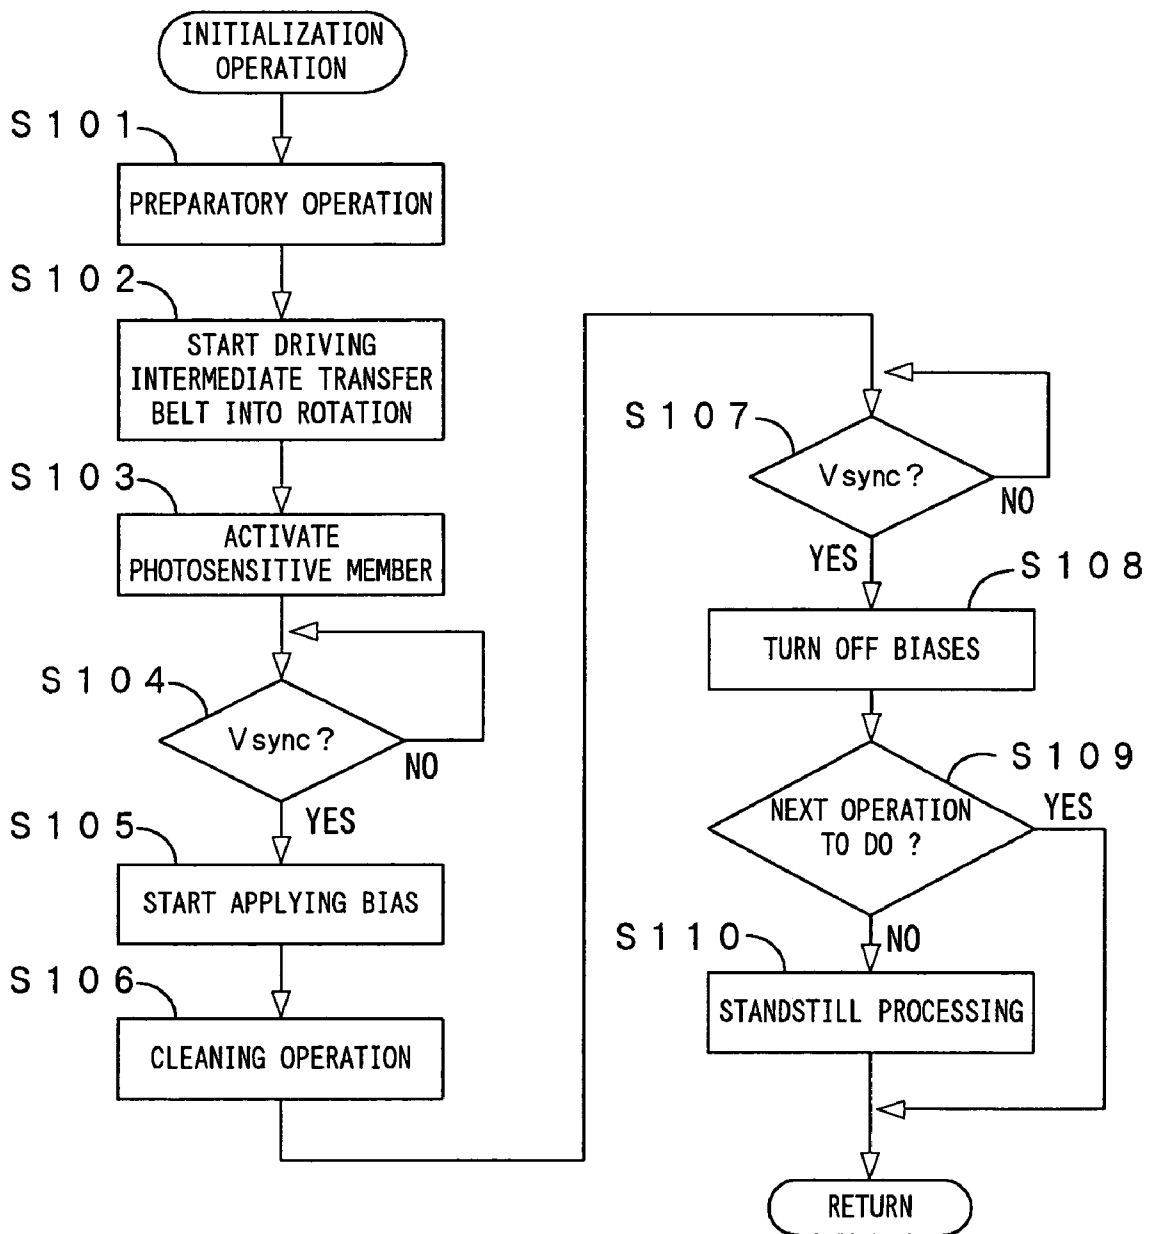 INITIALIZATION
OPERATION
S101
PREPARATORY OPERATION
S102
START DRIVING
INTERMEDIATE TRANSFER
BELT INTO ROTATION
S103
ACTIVATE
PHOTOSENSITIVE MEMBER
S104
Vsync?
NO
YES
S105
START APPLYING BIAS
S106
CLEANING OPERATION
S107
Vsync?
NO
YES
S108
TURN OFF BIASES
S109
NEXT OPERATION
TO DO ?
YES
NO
S110
STANDSTILL PROCESSING
RETURN